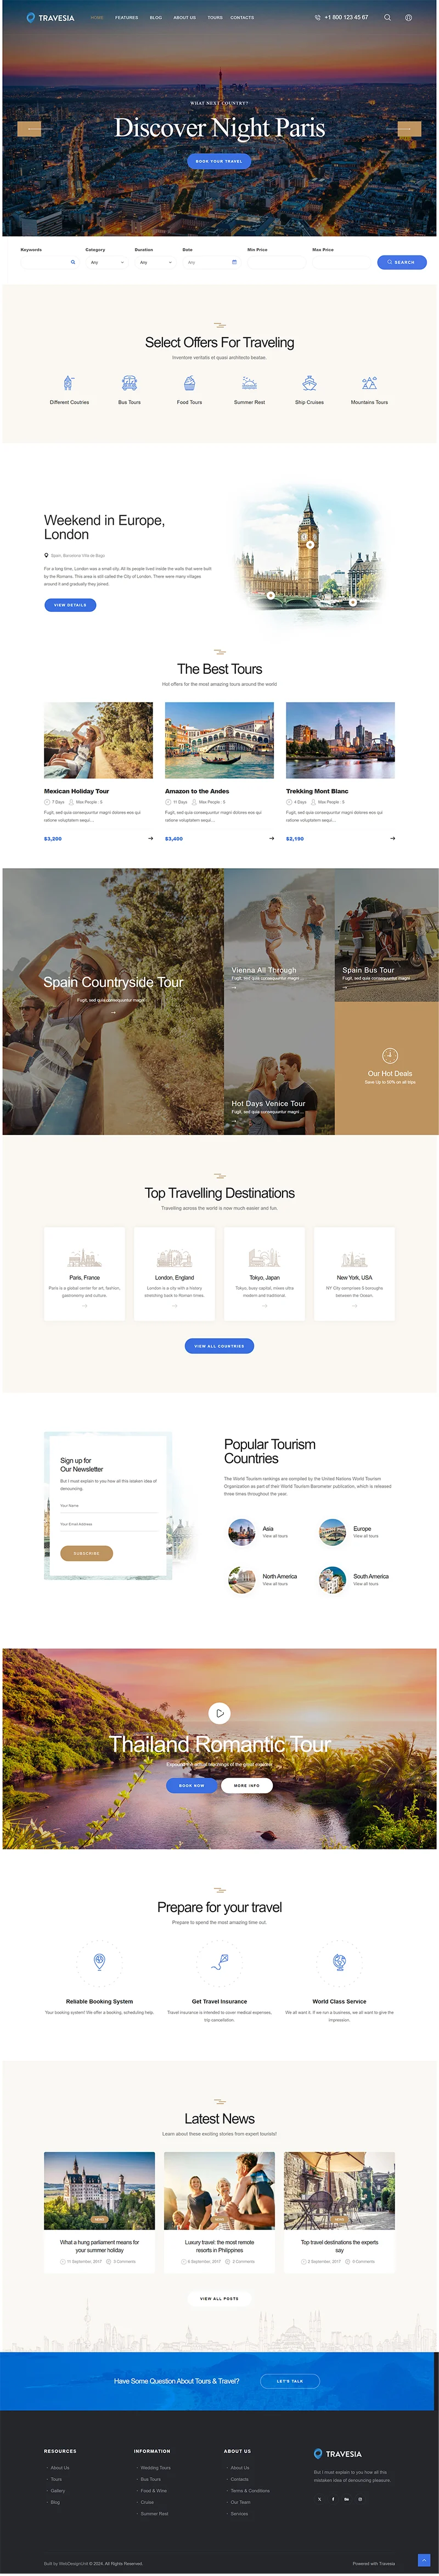 TRAVESIA
HOME FEATURES BLOG ABOUT US TOURS CONTACTS
+1 800 123 45 67
WHAT NEXT COUNTRY?
Discover Night Paris
BOOK YOUR TRAVEL
Keywords Category Duration Date Min Price Max Price
Any Any Any SEARCH
Select Offers For Traveling
Inventore veritatis et quasi architecto beatae.
Different Coutries Bus Tours Food Tours Summer Rest Ship Cruises Mountains Tours
Weekend in Europe,
London
Spain, Barcelona Villa de Bogo
For a long time, London was a small city. All its people lived inside the walls that were built
by the Romans. This area is still called the City of London. There were many villages
around it and gradually they joined.
VIEW DETAILS
The Best Tours
Hot offers for the most amazing tours around the world
Mexican Holiday Tour
7 Days Max People : 5
Fugit, sed quia consequuntur magni dolores eos qui
ratione voluptatem sequi ...
$3,200
Amazon to the Andes
11 Days Max People : 5
Fugit, sed quia consequuntur magni dolores eos qui
ratione voluptatem sequi ...
$3,400
Trekking Mont Blanc
4 Days Max People : 5
Fugit, sed quia consequuntur magni dolores eos qui
ratione voluptatem sequi ...
$2,190
Spain Countryside Tour
Fugit, sed quia consequuntur magni
Vienna All Through
Fugit, sed quia consequuntur magni ...
Spain Bus Tour
Fugit, sed quia consequuntur magni ...
Hot Days Venice Tour
Fugit, sed quia consequuntur magni ...
Our Hot Deals
Save Up to 50% on all trips
Top Travelling Destinations
Travelling across the world is now much easier and fun.
Paris, France
Paris is a global center for art, fashion,
gastronomy and culture.
London, England
London is a city with a history
stretching back to Roman times.
Tokyo, Japan
Tokyo, busy capital, mixes ultra
modern and traditional.
New York, USA
NY City comprises 5 boroughs
between the Ocean.
VIEW ALL COUNTRIES
Sign up for
Our Newsletter
But I must explain to you how all this istaken idea of
denouncing
Your Name
Your Email Address
SUBSCRIBE
Popular Tourism
Countries
The World Tourism rankings are compiled by the United Nations World Tourism
Organization as part of their World Tourism Barometer publication, which is released
three times throughout the year.
Asia
View all tours
Europe
View all tours
North America
View all tours
South America
View all tours
Thailand Romantic Tour
Expound the actual teachings of the great explorer
BOOK NOW MORE INFO
Prepare for your travel
Prepare to spend the most amazing time out.
Reliable Booking System
Your booking system! We offer a booking, scheduling help.
Get Travel Insurance
Travel insurance is intended to cover medical expenses,
trip cancellation.
World Class Service
We all want it. If we run a business, we all want to give the
impression.
Latest News
Learn about these exciting stories from expert tourists!
What a hung parliament means for
your summer holiday
11 September, 2017 0 Comments
Luxury travel: the most remote
resorts in Philippines
6 September, 2017 2 Comments
Top travel destinations the experts
say
2 September, 2017 0 Comments
VIEW ALL POSTS
Have Some Question About Tours & Travel?
LET'S TALK
RESOURCES
About Us
Tours
Gallery
Blog
INFORMATION
Wedding Tours
Bus Tours
Food & Wine
Cruise
Summer Rest
ABOUT US
About Us
Contacts
Terms & Conditions
Our Team
Services
TRAVESIA
But I must explain to you how all this
mistaken idea of denouncing pleasure.
Built by WebDesignUnit © 2024. All Rights Reserved.
Powered with Travesia